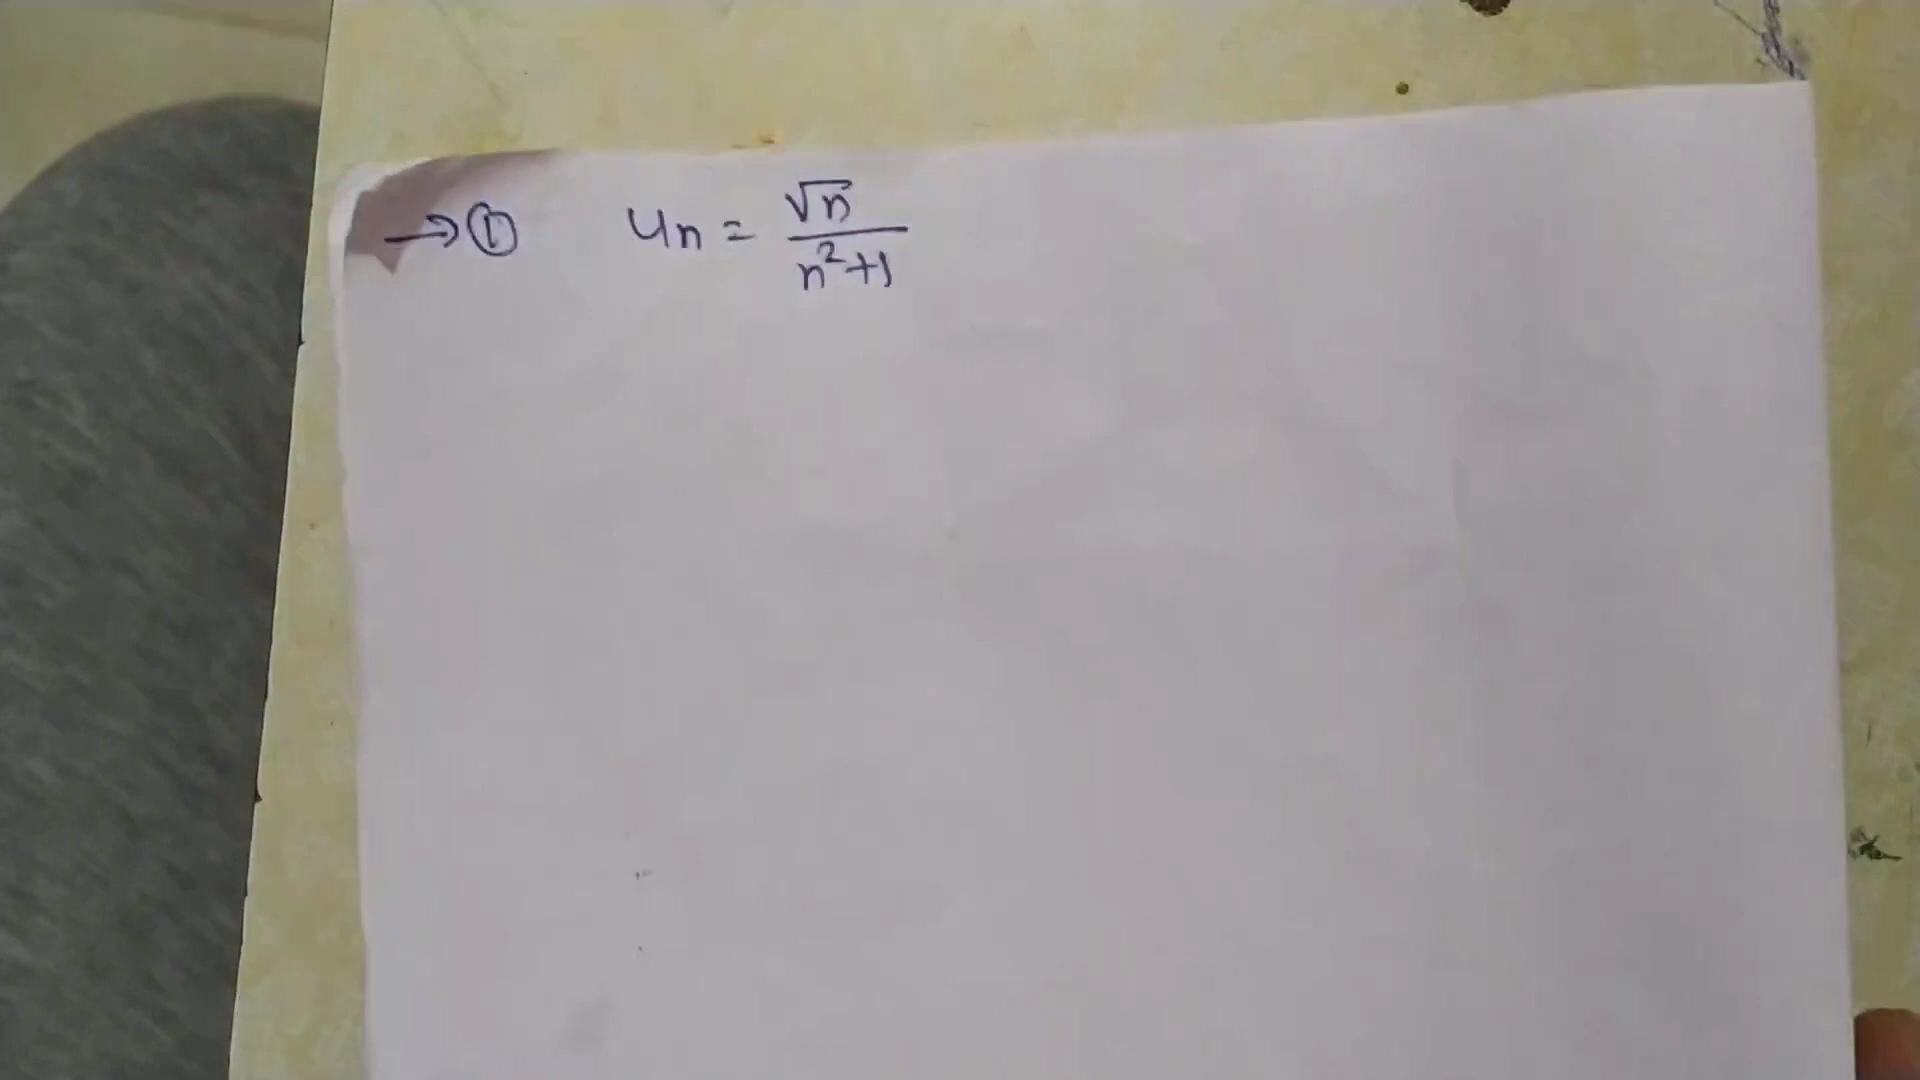 →① un = √n / n²+1